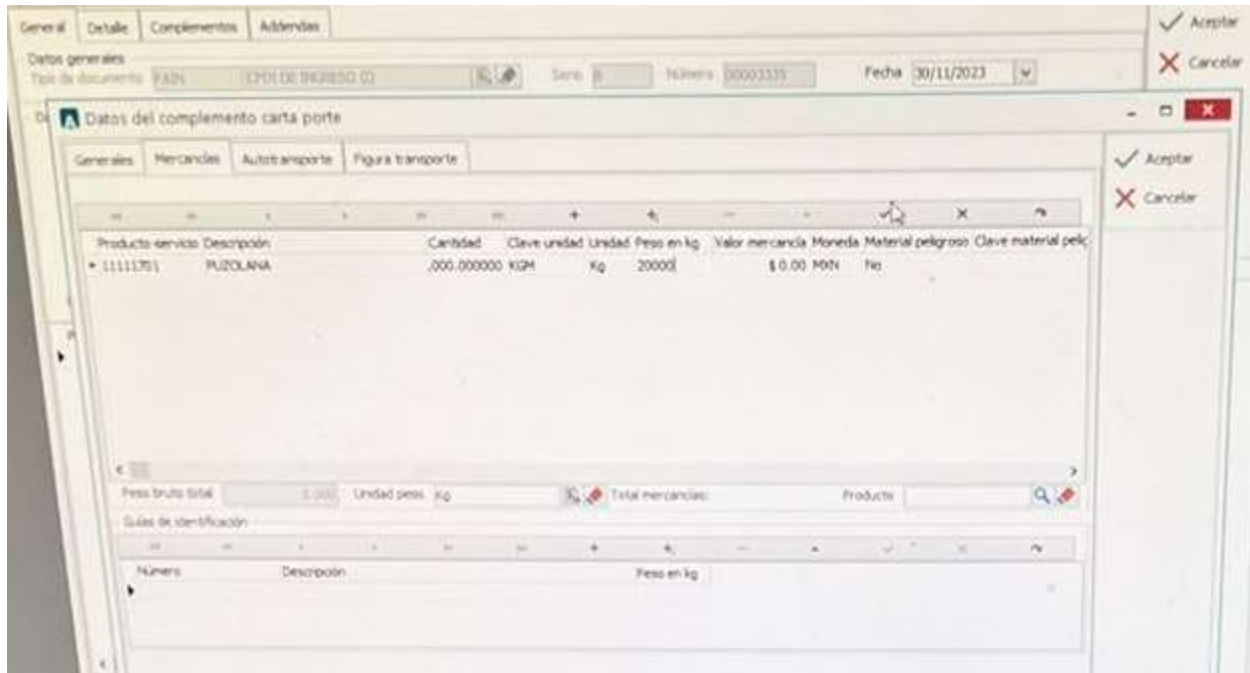 General Detalle Complementos Addendas
Aceptar
Cancelar
Datos generales
Tipo de documento FAIN CFDI DE INGRESO (I) Serie Número 00003335 Fecha 30/11/2023
Datos del complemento carta porte
Generales Mercancías Autotransporte Figura transporte
Aceptar
Cancelar
Producto servicio Descripción Cantidad Clave unidad Unidad Peso en kg Valor mercancía Moneda Material peligroso Clave material pelig
11111701 PUZOLANA ,000.000000 KGM Kg 20000 $ 0.00 MXN No
Peso bruto total Unidad peso Kg Total mercancías: Producto
Guías de identificación
Número Descripción Peso en kg